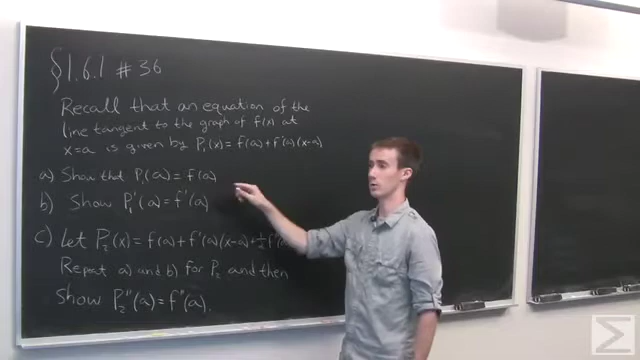 §1.6.1 #36
Recall that an equation of the
line tangent to the graph of f(x) at
x=a is given by P₁(x) = f(a)+f'(a)(x-a)
a) Show that P₁(a) = f(a)
b) Show P₁'(a) = f'(a)
c) Let P₂(x) = f(a)+f'(a)(x-a)+½f"
Repeat a) and b) for P₂ and then
Show P₂"(a) = f"(a).
Σ